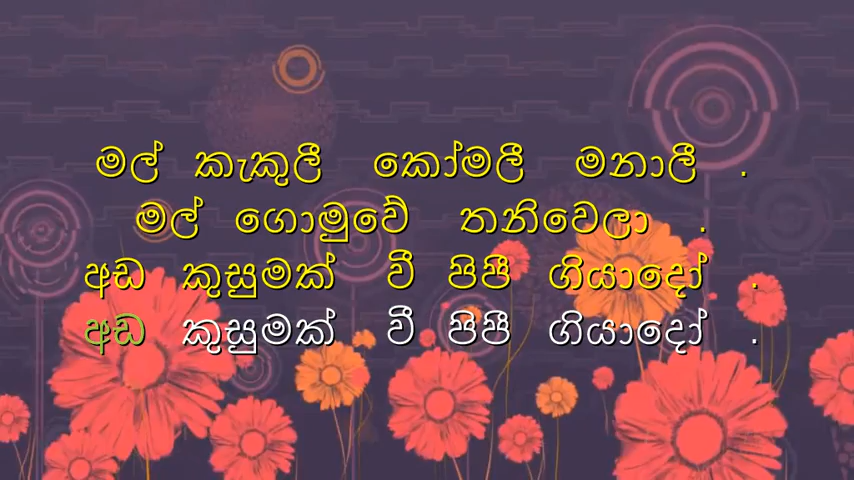 මල් කැකුලී කෝමලී මනාලී .
මල් ගොමුවේ තනිවෙලා .
අඩ කුසුමක් වී පිපී ගියාදෝ .
අඩ කුසුමක් වී පිපී ගියාදෝ .